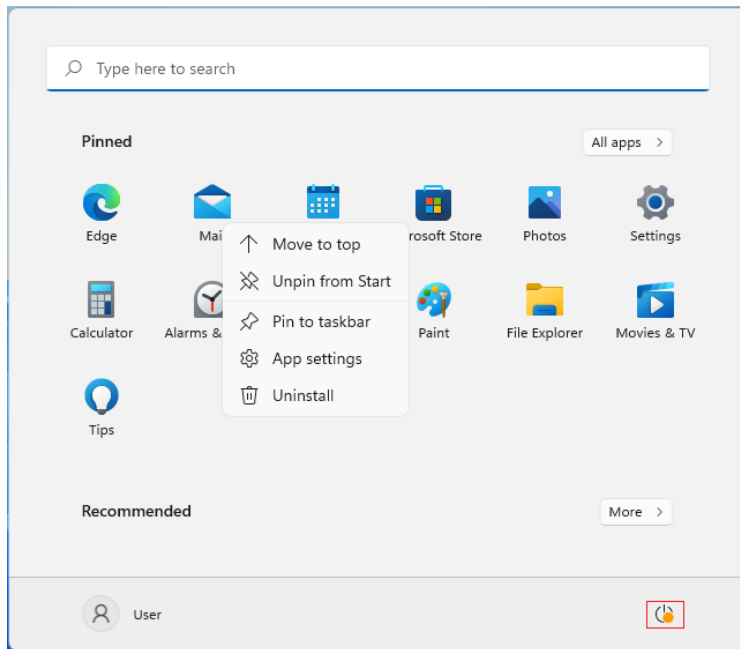 Type here to search
Pinned
All apps
Edge
Mai
rosoft Store
Photos
Settings
Move to top
Unpin from Start
Pin to taskbar
App settings
Uninstall
Calculator
Alarms &
Paint
File Explorer
Movies & TV
Tips
Recommended
More
User